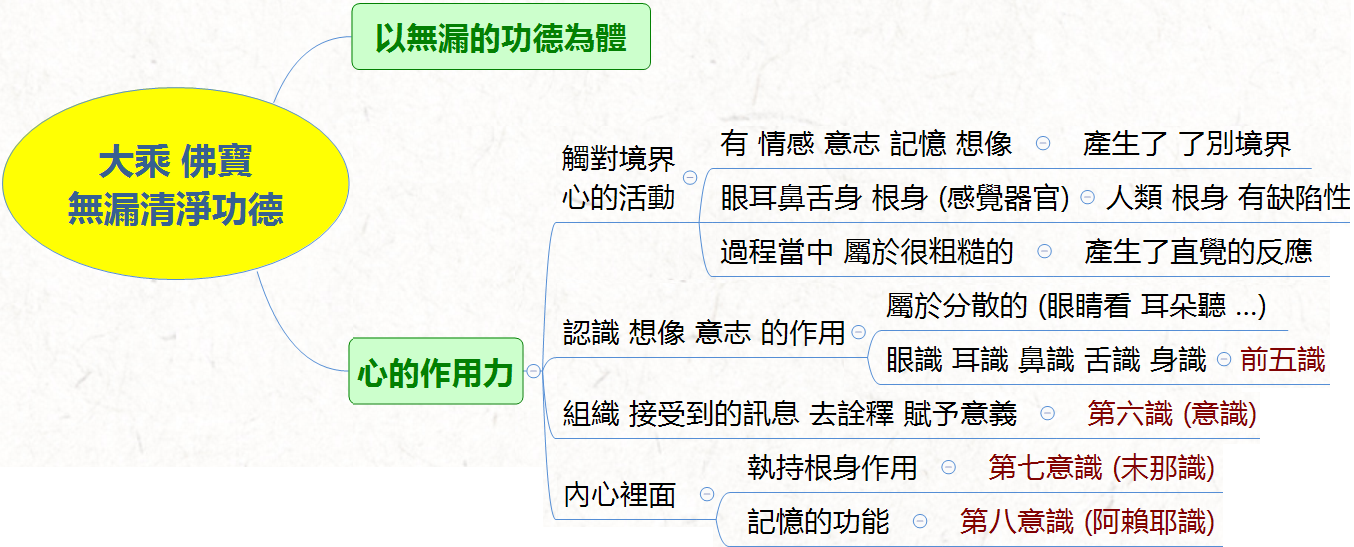 以無漏的功德為體
大乘 佛寶
無漏清淨功德
心的作用力
觸對境界
心的活動
有 情感 意志 記憶 想像
產生了 了別境界
眼耳鼻舌身 根身 (感覺器官)
人類 根身 有缺陷性
過程當中 屬於很粗糙的
產生了直覺的反應
認識 想像 意志 的作用
屬於分散的 (眼睛看 耳朵聽 ...)
眼識 耳識 鼻識 舌識 身識
前五識
組織 接受到的訊息 去詮釋 賦予意義
第六識 (意識)
內心裡面
執持根身作用
第七意識 (末那識)
記憶的功能
第八意識 (阿賴耶識)